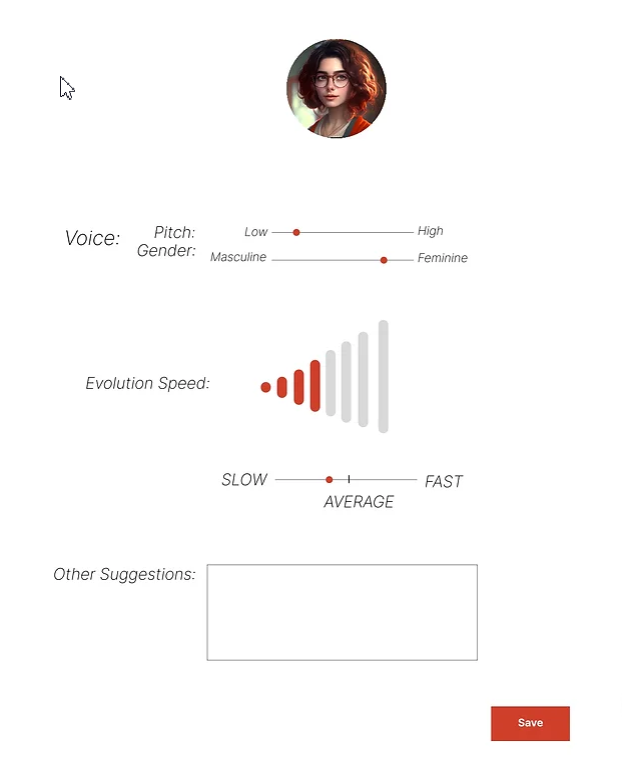 Voice:
Pitch:
Low
High
Gender:
Masculine
Feminine
Evolution Speed:
SLOW
FAST
AVERAGE
Other Suggestions:
Save